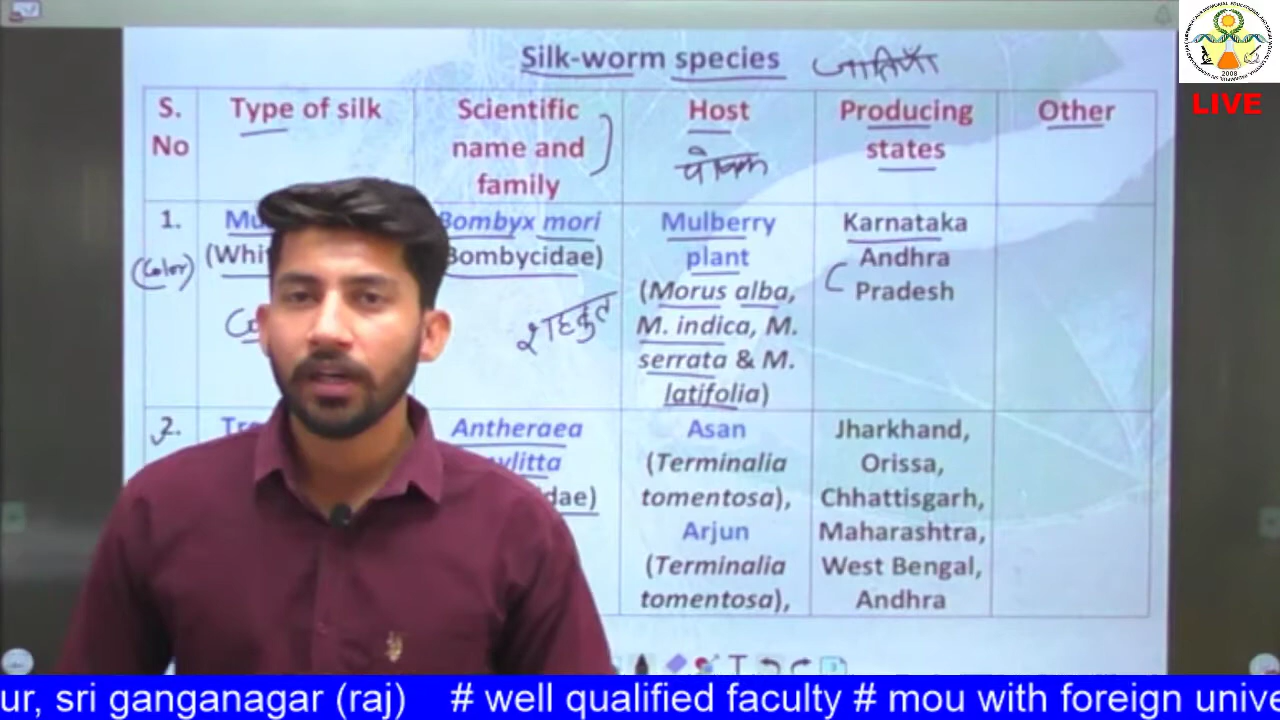 Silk-worm species जातियाँ
S. No
Type of silk
Scientific name and family
Host
पोषक
Producing states
Other
1.
(Color)
Mu
(Whi
Bombyx mori
Bombycidae)
शहतूत
Mulberry
plant
(Morus alba,
M. indica, M.
serrata & M.
latifolia)
Karnataka
Andhra
Pradesh
2.
Antheraea
dae)
Asan
(Terminalia
tomentosa),
Arjun
(Terminalia
tomentosa),
Jharkhand,
Orissa,
Chhattisgarh,
Maharashtra,
West Bengal,
Andhra
2008
LIVE
ur, sri ganganagar (raj) # well qualified faculty # mou with foreign unive